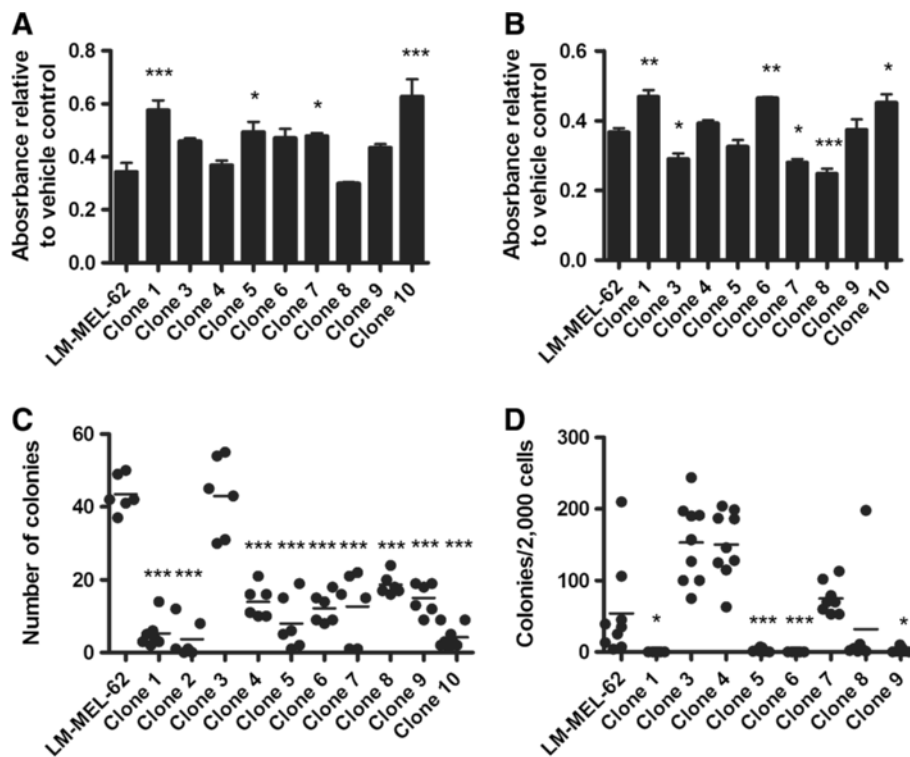 A
Abosrbance relative
to vehicle control
0.8
0.6
0.4
0.2
0.0
***
*
*
***
LM-MEL-62
Clone 1
Clone 3
Clone 4
Clone 5
Clone 6
Clone 7
Clone 8
Clone 9
Clone 10
B
Abosrbance relative
to vehicle control
0.6
0.4
0.2
0.0
**
*
**
*
***
*
LM-MEL-62
Clone 1
Clone 3
Clone 4
Clone 5
Clone 6
Clone 7
Clone 8
Clone 9
Clone 10
C
Number of colonies
60
40
20
0
*** *** *** *** *** *** *** *** ***
LM-MEL-62
Clone 1
Clone 2
Clone 3
Clone 4
Clone 5
Clone 6
Clone 7
Clone 8
Clone 9
Clone 10
D
Colonies/2,000 cells
300
200
100
0
*
***
***
*
LM-MEL-62
Clone 1
Clone 3
Clone 4
Clone 5
Clone 6
Clone 7
Clone 8
Clone 9